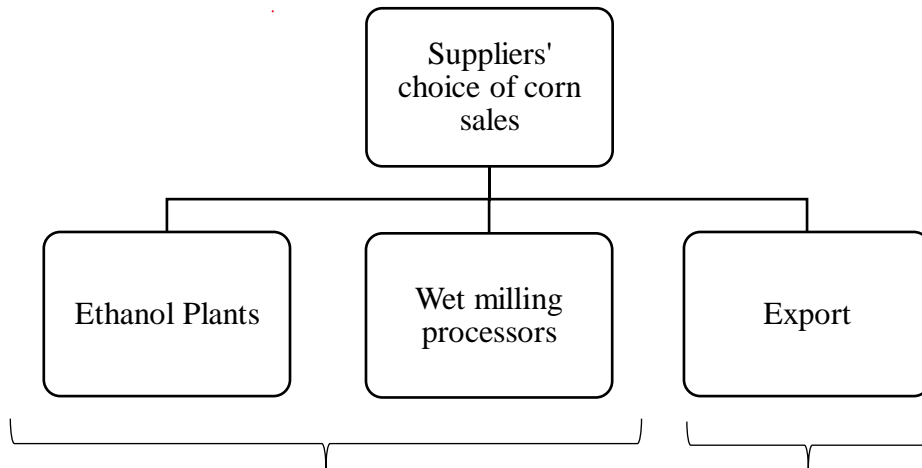 Suppliers'
choice of corn
sales
Ethanol Plants
Wet milling
processors
Export